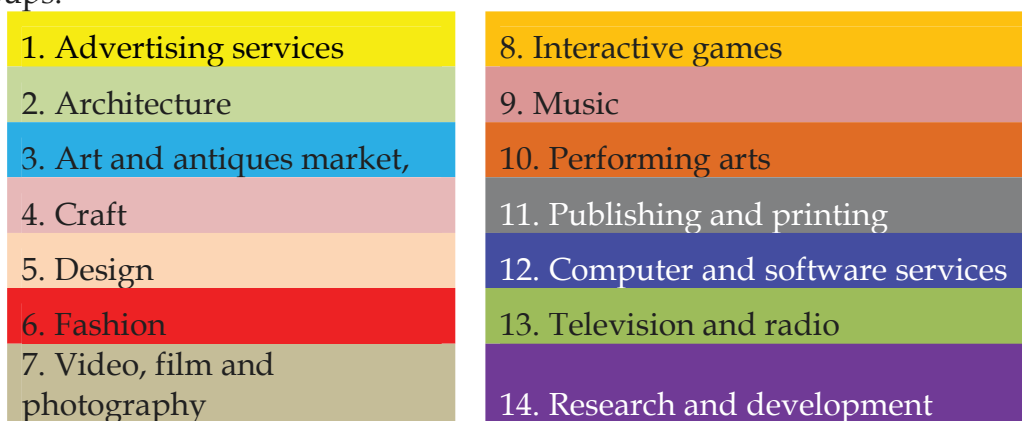 1. Advertising services
2. Architecture
3. Art and antiques market,
4. Craft
5. Design
6. Fashion
7. Video, film and
photography
8. Interactive games
9. Music
10. Performing arts
11. Publishing and printing
12. Computer and software services
13. Television and radio
14. Research and development